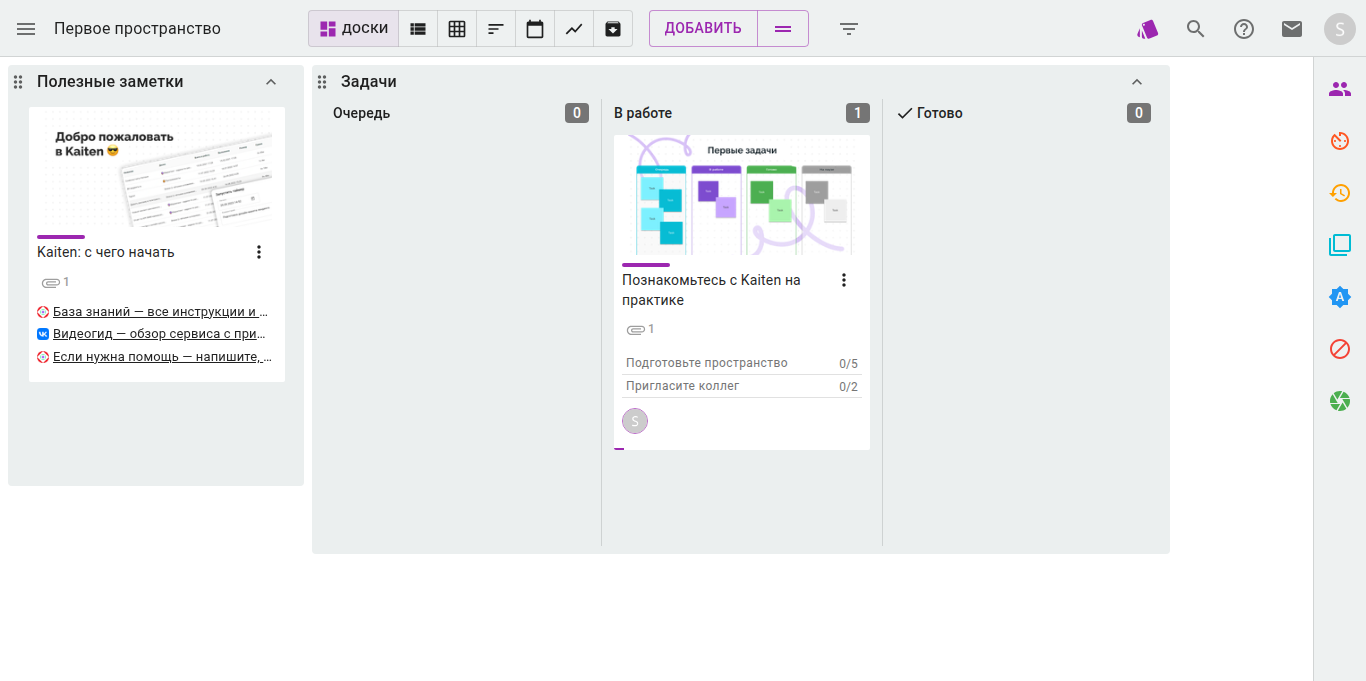 Первое пространство
ДОСКИ
ДОБАВИТЬ
S
Полезные заметки
Добро пожаловать
в Kaiten 😎
Kaiten: с чего начать
1
База знаний — все инструкции и ...
Видеогид — обзор сервиса с при...
Если нужна помощь — напишите, ...
Задачи
Очередь
0
В работе
1
Готово
0
Первые задачи
Познакомьтесь с Kaiten на
практике
1
Подготовьте пространство 0/5
Пригласите коллег 0/2
S
A